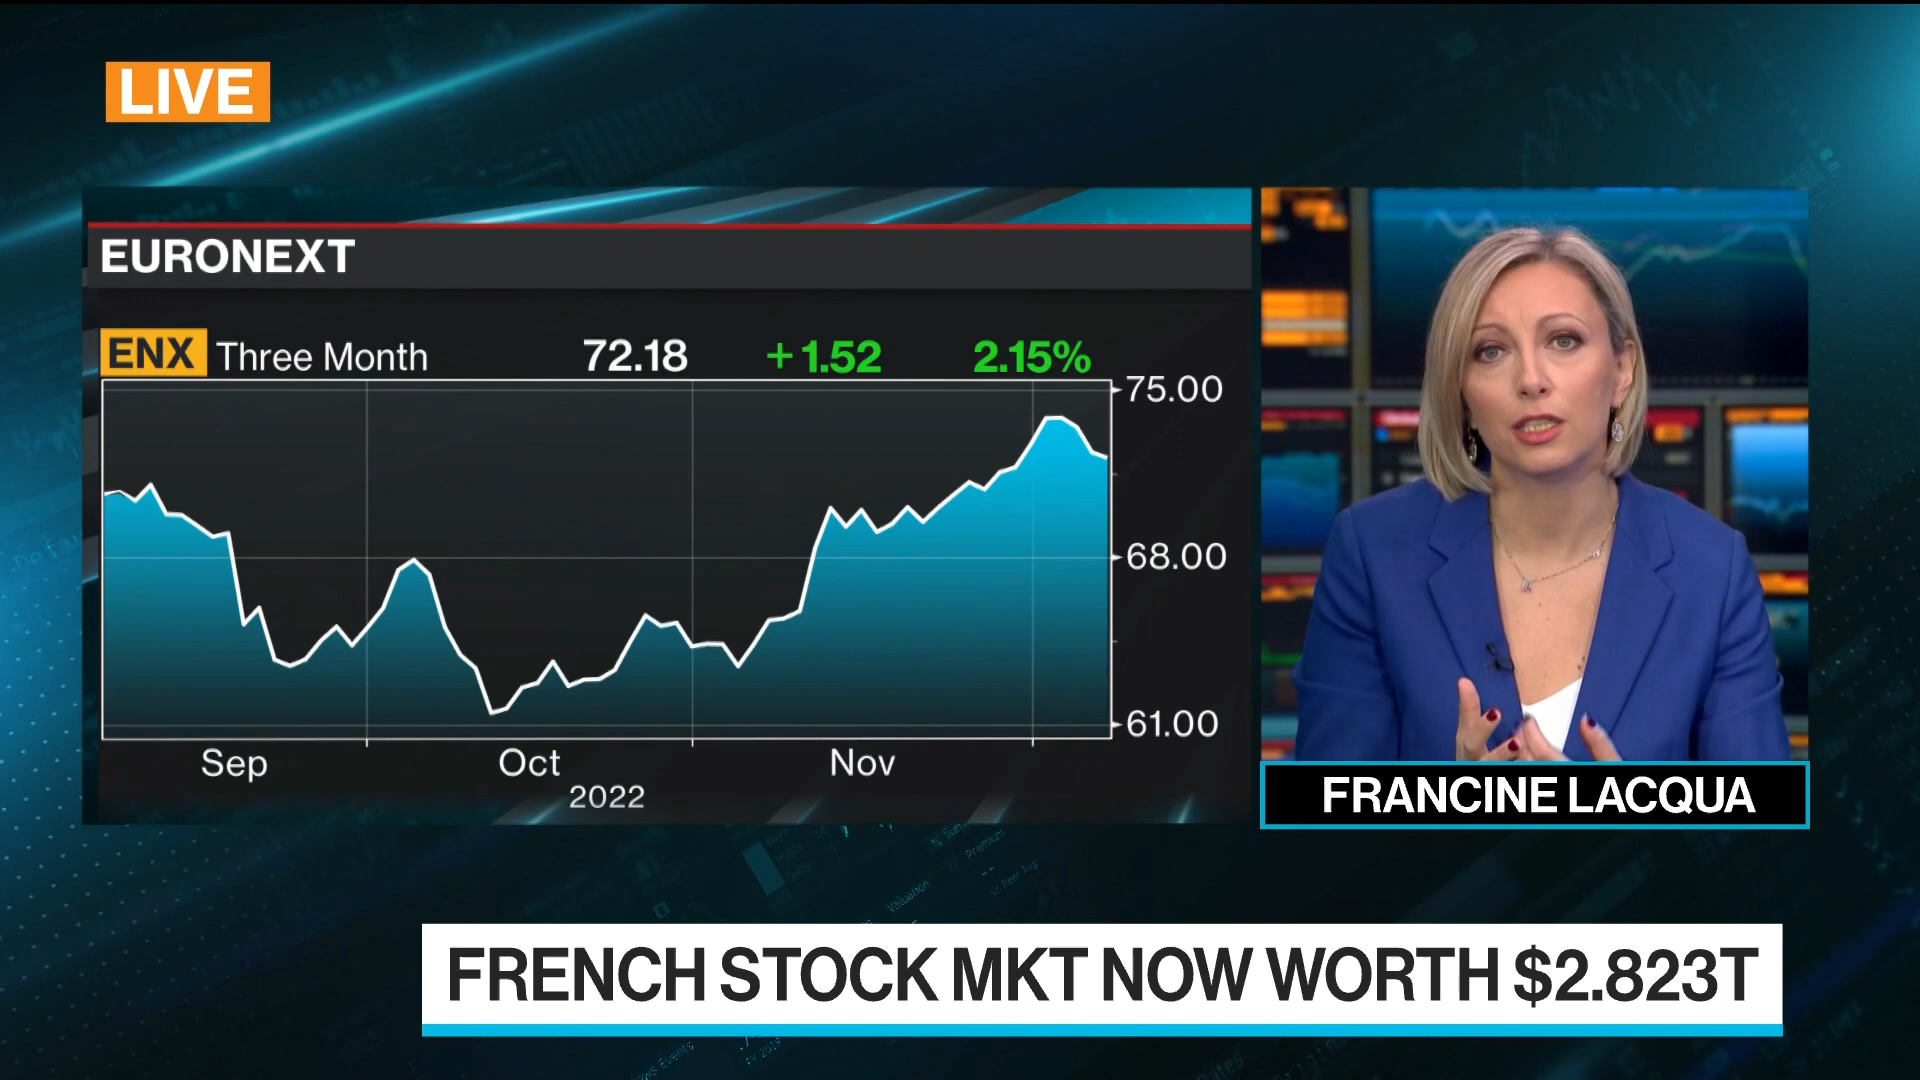 LIVE
EURONEXT
ENX Three Month 72.18 +1.52 2.15%
75.00
68.00
61.00
Sep Oct Nov
2022
FRANCINE LACQUA
FRENCH STOCK MKT NOW WORTH $2.823T